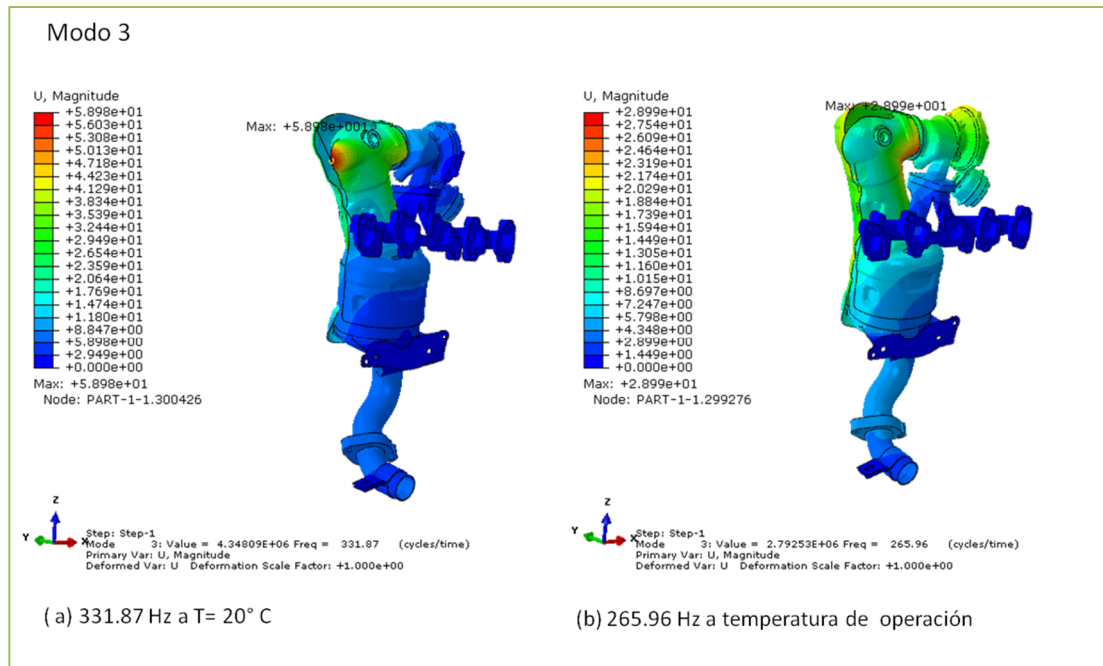 Modo 3
U, Magnitude
+5.898e+01
+5.603e+01
+5.308e+01
+5.013e+01
+4.718e+01
+4.423e+01
+4.129e+01
+3.834e+01
+3.539e+01
+3.244e+01
+2.949e+01
+2.654e+01
+2.359e+01
+2.064e+01
+1.769e+01
+1.474e+01
+1.180e+01
+8.847e+00
+5.898e+00
+2.949e+00
+0.000e+00
Max: +5.898e+01
Node: PART-1-1.300426
Max: +5.898e+001
Z
Y
X
Step: Step-1
Mode 3: Value = 4.34809E+06 Freq = 331.87 (cycles/time)
Primary Var: U, Magnitude
Deformed Var: U Deformation Scale Factor: +1.000e+00
( a) 331.87 Hz a T= 20° C
U, Magnitude
+2.899e+01
+2.754e+01
+2.609e+01
+2.464e+01
+2.319e+01
+2.174e+01
+2.029e+01
+1.884e+01
+1.739e+01
+1.594e+01
+1.449e+01
+1.305e+01
+1.160e+01
+1.015e+01
+8.697e+00
+7.247e+00
+5.798e+00
+4.348e+00
+2.899e+00
+1.449e+00
+0.000e+00
Max: +2.899e+01
Node: PART-1-1.299276
Max: +2.899e+001
Z
Y
X
Step: Step-1
Mode 3: Value = 2.79253E+06 Freq = 265.96 (cycles/time)
Primary Var: U, Magnitude
Deformed Var: U Deformation Scale Factor: +1.000e+00
(b) 265.96 Hz a temperatura de operación